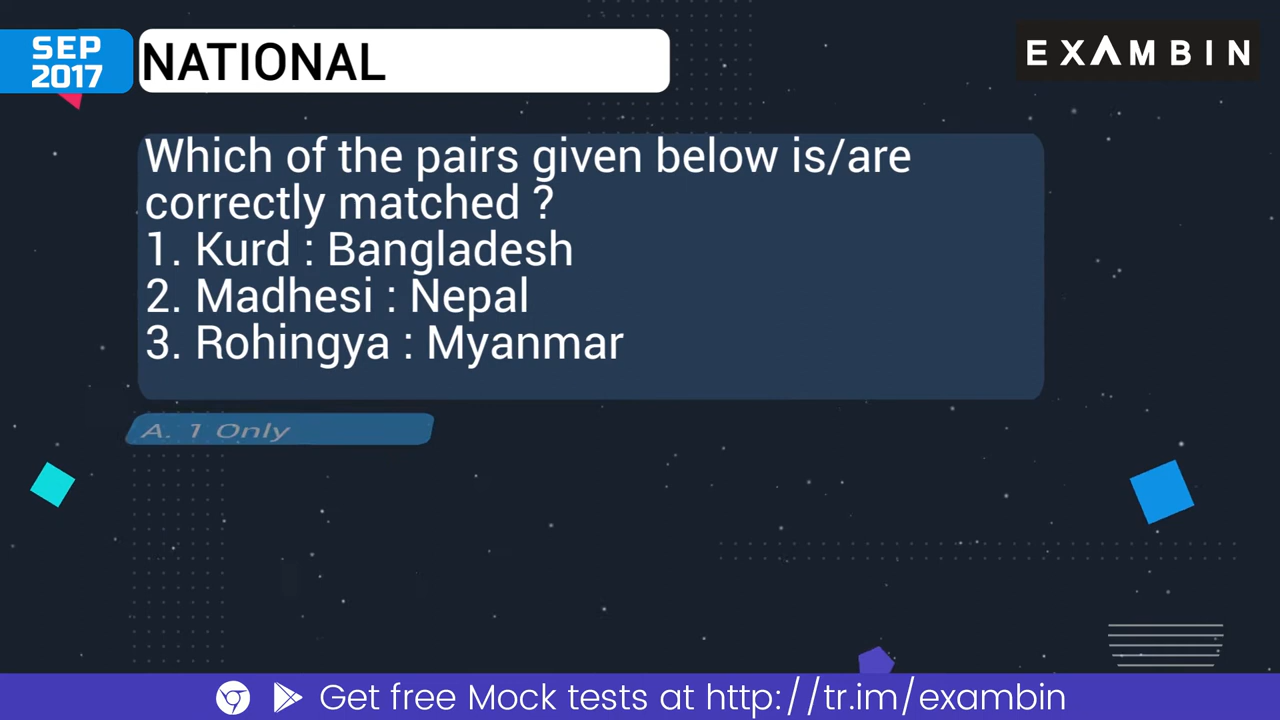 SEP
2017
NATIONAL
EXAMBIN
Which of the pairs given below is/are
correctly matched ?
1. Kurd : Bangladesh
2. Madhesi : Nepal
3. Rohingya : Myanmar
A. 1 Only
Get free Mock tests at http://tr.im/exambin